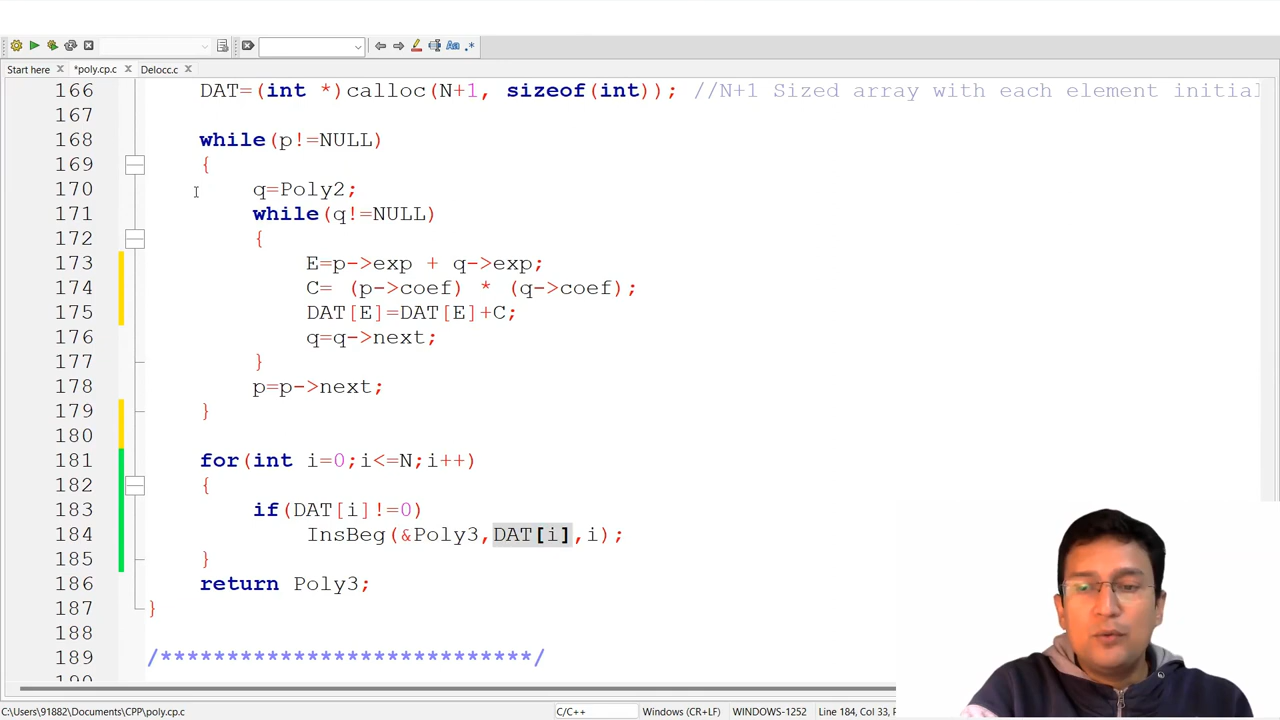 Start here
*poly.cp.c
Delocc.c
166 DAT=(int *)calloc(N+1, sizeof(int)); //N+1 Sized array with each element initial
167
168 while(p!=NULL)
169 {
170 q=Poly2;
171 while(q!=NULL)
172 {
173 E=p->exp + q->exp;
174 C= (p->coef) * (q->coef);
175 DAT[E]=DAT[E]+C;
176 q=q->next;
177 }
178 p=p->next;
179 }
180
181 for(int i=0;i<=N;i++)
182 {
183 if(DAT[i]!=0)
184 InsBeg(&Poly3,DAT[i],i);
185 }
186 return Poly3;
187 }
188
189 /****************************/
C:\Users\91882\Documents\CPP\poly.cp.c C/C++ Windows (CR+LF) WINDOWS-1252 Line 184, Col 33, P